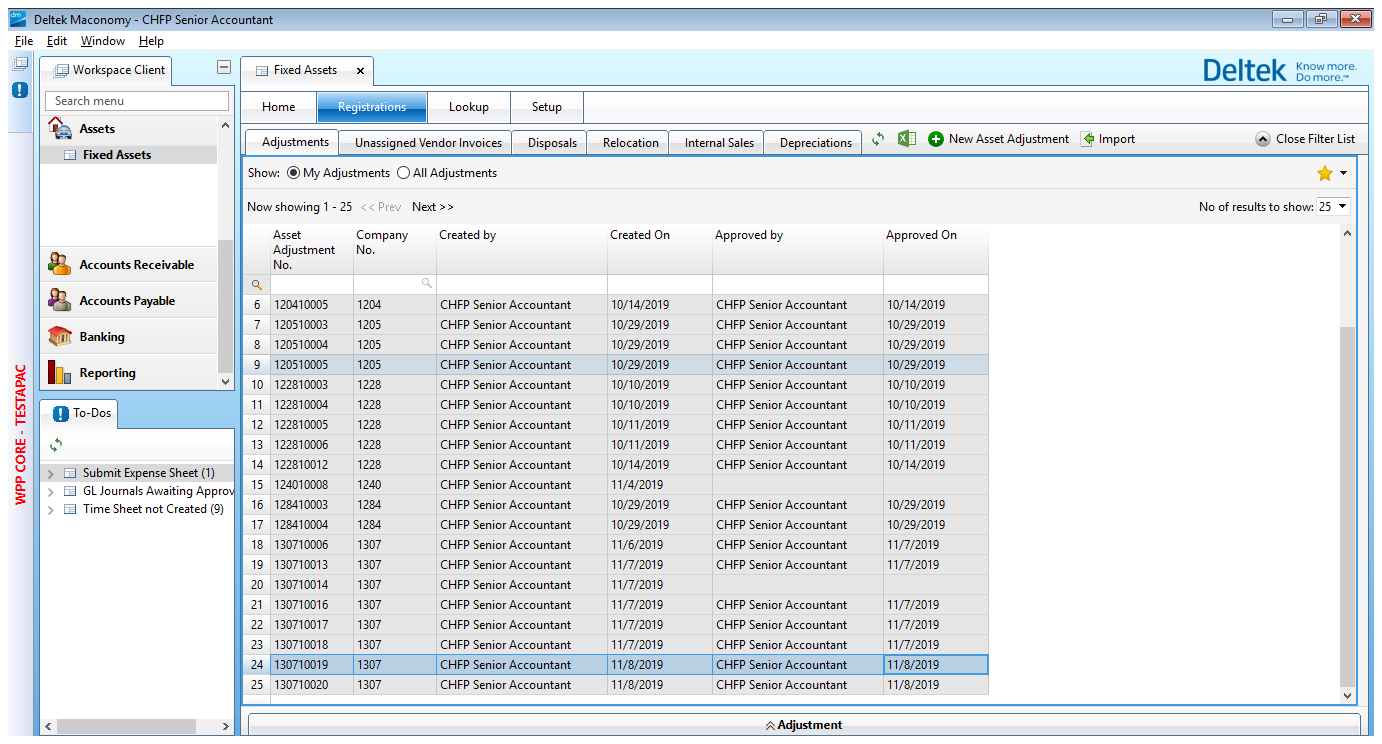 Deltek Maconomy - CHFP Senior Accountant
File Edit Window Help
Workspace Client
Fixed Assets x
Deltek Know more. Do more.™
Search menu
Home Registrations Lookup Setup
Assets
Fixed Assets
Adjustments Unassigned Vendor Invoices Disposals Relocation Internal Sales Depreciations New Asset Adjustment Import Close Filter List
Show: My Adjustments All Adjustments
Now showing 1 - 25 << Prev Next >> No of results to show: 25
Asset Adjustment No. Company No. Created by Created On Approved by Approved On
6 120410005 1204 CHFP Senior Accountant 10/14/2019 CHFP Senior Accountant 10/14/2019
7 120510003 1205 CHFP Senior Accountant 10/29/2019 CHFP Senior Accountant 10/29/2019
8 120510004 1205 CHFP Senior Accountant 10/29/2019 CHFP Senior Accountant 10/29/2019
9 120510005 1205 CHFP Senior Accountant 10/29/2019 CHFP Senior Accountant 10/29/2019
10 122810003 1228 CHFP Senior Accountant 10/10/2019 CHFP Senior Accountant 10/10/2019
11 122810004 1228 CHFP Senior Accountant 10/10/2019 CHFP Senior Accountant 10/10/2019
12 122810005 1228 CHFP Senior Accountant 10/11/2019 CHFP Senior Accountant 10/11/2019
13 122810006 1228 CHFP Senior Accountant 10/11/2019 CHFP Senior Accountant 10/11/2019
14 122810012 1228 CHFP Senior Accountant 10/14/2019 CHFP Senior Accountant 10/14/2019
15 124010008 1240 CHFP Senior Accountant 11/4/2019
16 128410003 1284 CHFP Senior Accountant 10/29/2019 CHFP Senior Accountant 10/29/2019
17 128410004 1284 CHFP Senior Accountant 10/29/2019 CHFP Senior Accountant 10/29/2019
18 130710006 1307 CHFP Senior Accountant 11/6/2019 CHFP Senior Accountant 11/7/2019
19 130710013 1307 CHFP Senior Accountant 11/7/2019 CHFP Senior Accountant 11/7/2019
20 130710014 1307 CHFP Senior Accountant 11/7/2019
21 130710016 1307 CHFP Senior Accountant 11/7/2019 CHFP Senior Accountant 11/7/2019
22 130710017 1307 CHFP Senior Accountant 11/7/2019 CHFP Senior Accountant 11/7/2019
23 130710018 1307 CHFP Senior Accountant 11/7/2019 CHFP Senior Accountant 11/7/2019
24 130710019 1307 CHFP Senior Accountant 11/8/2019 CHFP Senior Accountant 11/8/2019
25 130710020 1307 CHFP Senior Accountant 11/8/2019 CHFP Senior Accountant 11/8/2019
Adjustment
Accounts Receivable
Accounts Payable
Banking
Reporting
To-Dos
Submit Expense Sheet (1)
GL Journals Awaiting Approv
Time Sheet not Created (9)
WPP CORE - TESTAPAC